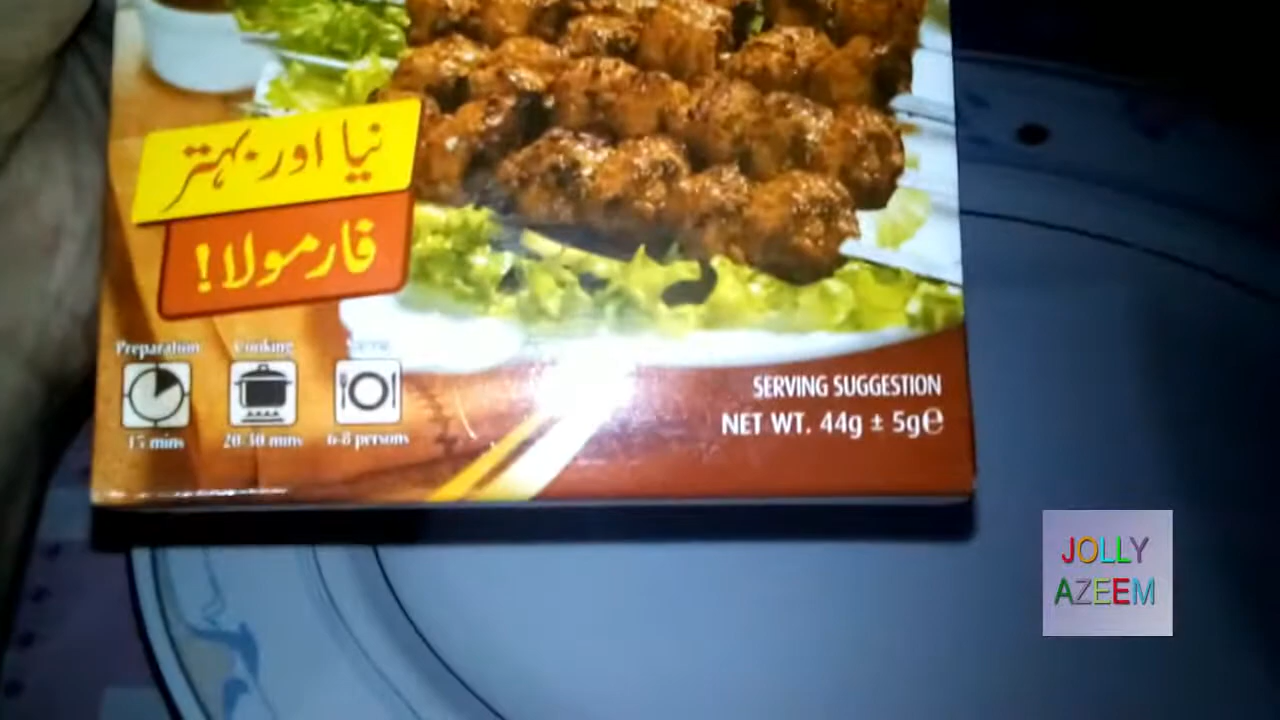 نیا اور بہتر
فارمولا!
Preparation
Cooking
15 mins
20-30 mins
6-8 persons
SERVING SUGGESTION
NET WT. 44g ± 5g℮
JOLLY
AZEEM